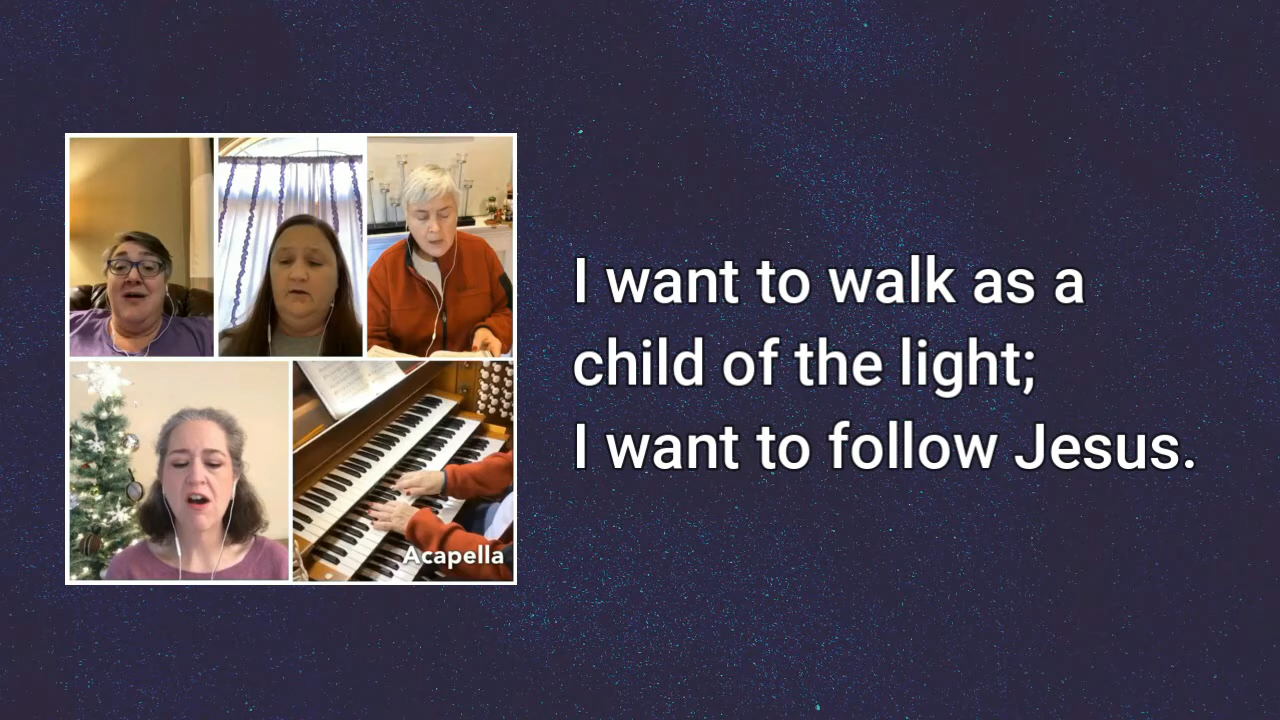 I want to walk as a
child of the light;
I want to follow Jesus.
Acapella